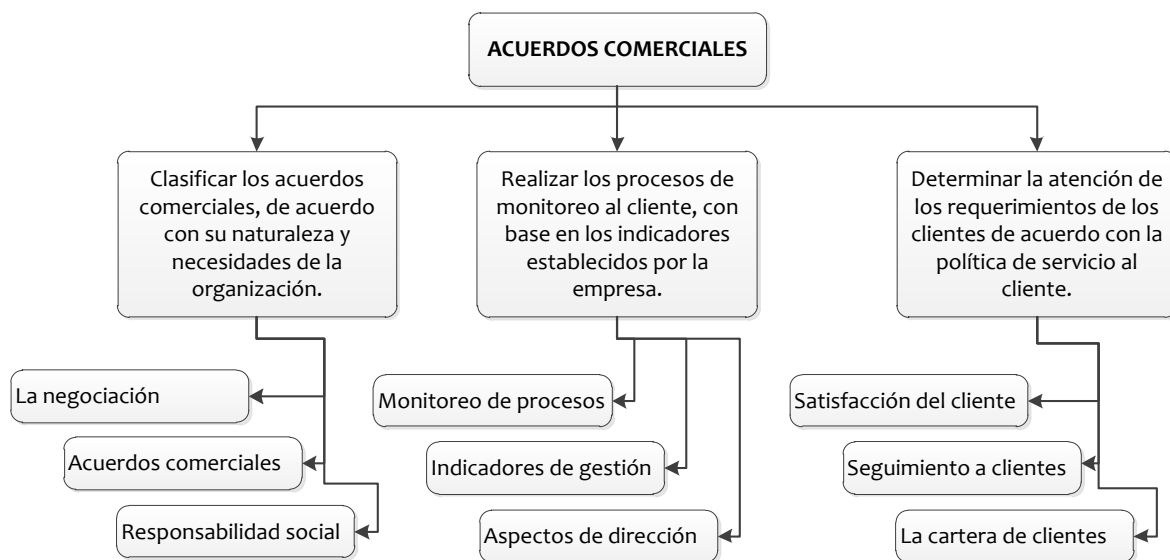 ACUERDOS COMERCIALES
Clasificar los acuerdos
comerciales, de acuerdo
con su naturaleza y
necesidades de la
organización.
Realizar los procesos de
monitoreo al cliente, con
base en los indicadores
establecidos por la
empresa.
Determinar la atención de
los requerimientos de los
clientes de acuerdo con la
política de servicio al
cliente.
La negociación
Acuerdos comerciales
Responsabilidad social
Monitoreo de procesos
Indicadores de gestión
Aspectos de dirección
Satisfacción del cliente
Seguimiento a clientes
La cartera de clientes